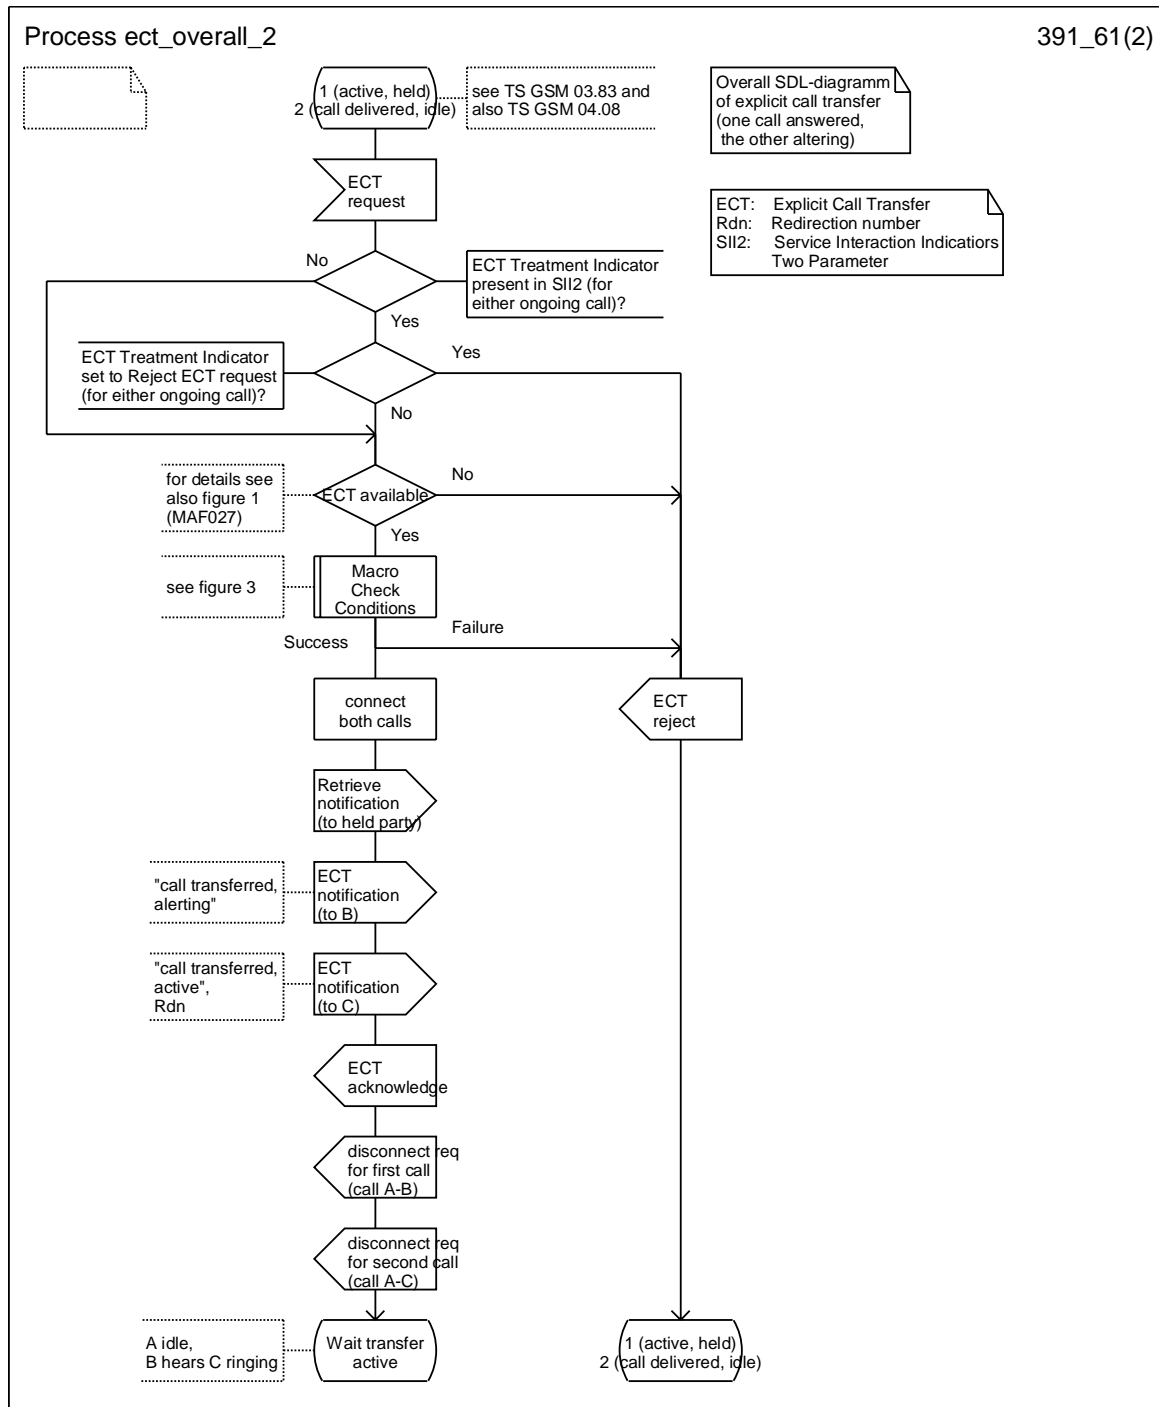 Process ect_overall_2
391_61(2)
1 (active, held)
2 (call delivered, idle)
see TS GSM 03.83 and
also TS GSM 04.08
Overall SDL-diagramm
of explicit call transfer
(one call answered,
the other altering)
ECT
request
ECT: Explicit Call Transfer
Rdn: Redirection number
SII2: Service Interaction Indicatiors
Two Parameter
No
ECT Treatment Indicator
present in SII2 (for
either ongoing call)?
Yes
ECT Treatment Indicator
set to Reject ECT request
(for either ongoing call)?
Yes
No
for details see
also figure 1
(MAF027)
ECT available
No
Yes
see figure 3
Macro
Check
Conditions
Success
Failure
connect
both calls
ECT
reject
Retrieve
notification
(to held party)
"call transferred,
alerting"
ECT
notification
(to B)
"call transferred,
active",
Rdn
ECT
notification
(to C)
ECT
acknowledge
disconnect req
for first call
(call A-B)
disconnect req
for second call
(call A-C)
A idle,
B hears C ringing
Wait transfer
active
1 (active, held)
2 (call delivered, idle)